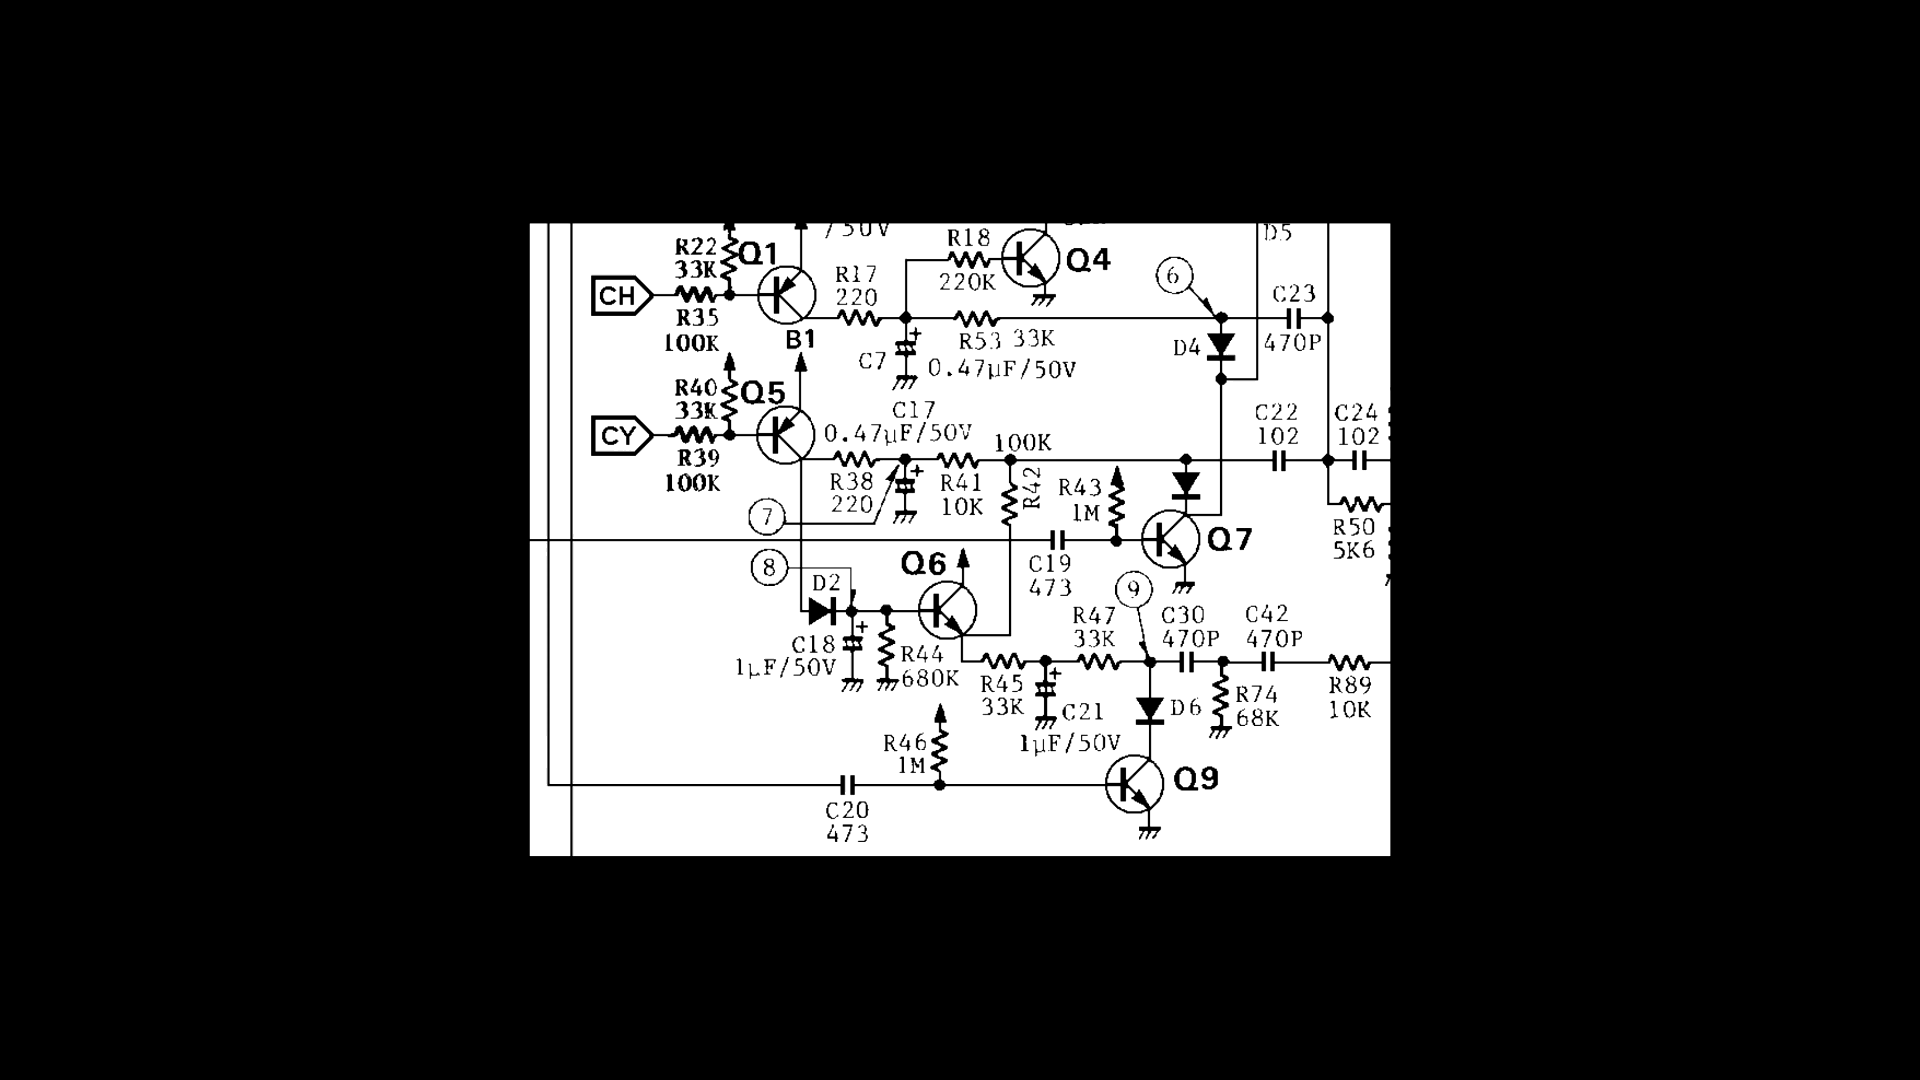 /50V
D5
R18
R22
Q1
Q4
33K
R17
6
220K
CH
220
C23
R35
B1
R53 33K
100K
C7
D4
470P
0.47µF/50V
R40
Q5
33K
C17
C22
C24
CY
0.47µF/50V
100K
102
102
R39
R38
R41
R42
R43
100K
220
10K
1M
7
R50
Q7
5K6
Q6
C19
8
473
D2
9
R47
C30
C42
33K
470P
470P
C18
R44
1µF/50V
680K
R45
R74
R89
33K
C21
D6
68K
10K
R46
1µF/50V
1M
Q9
C20
473